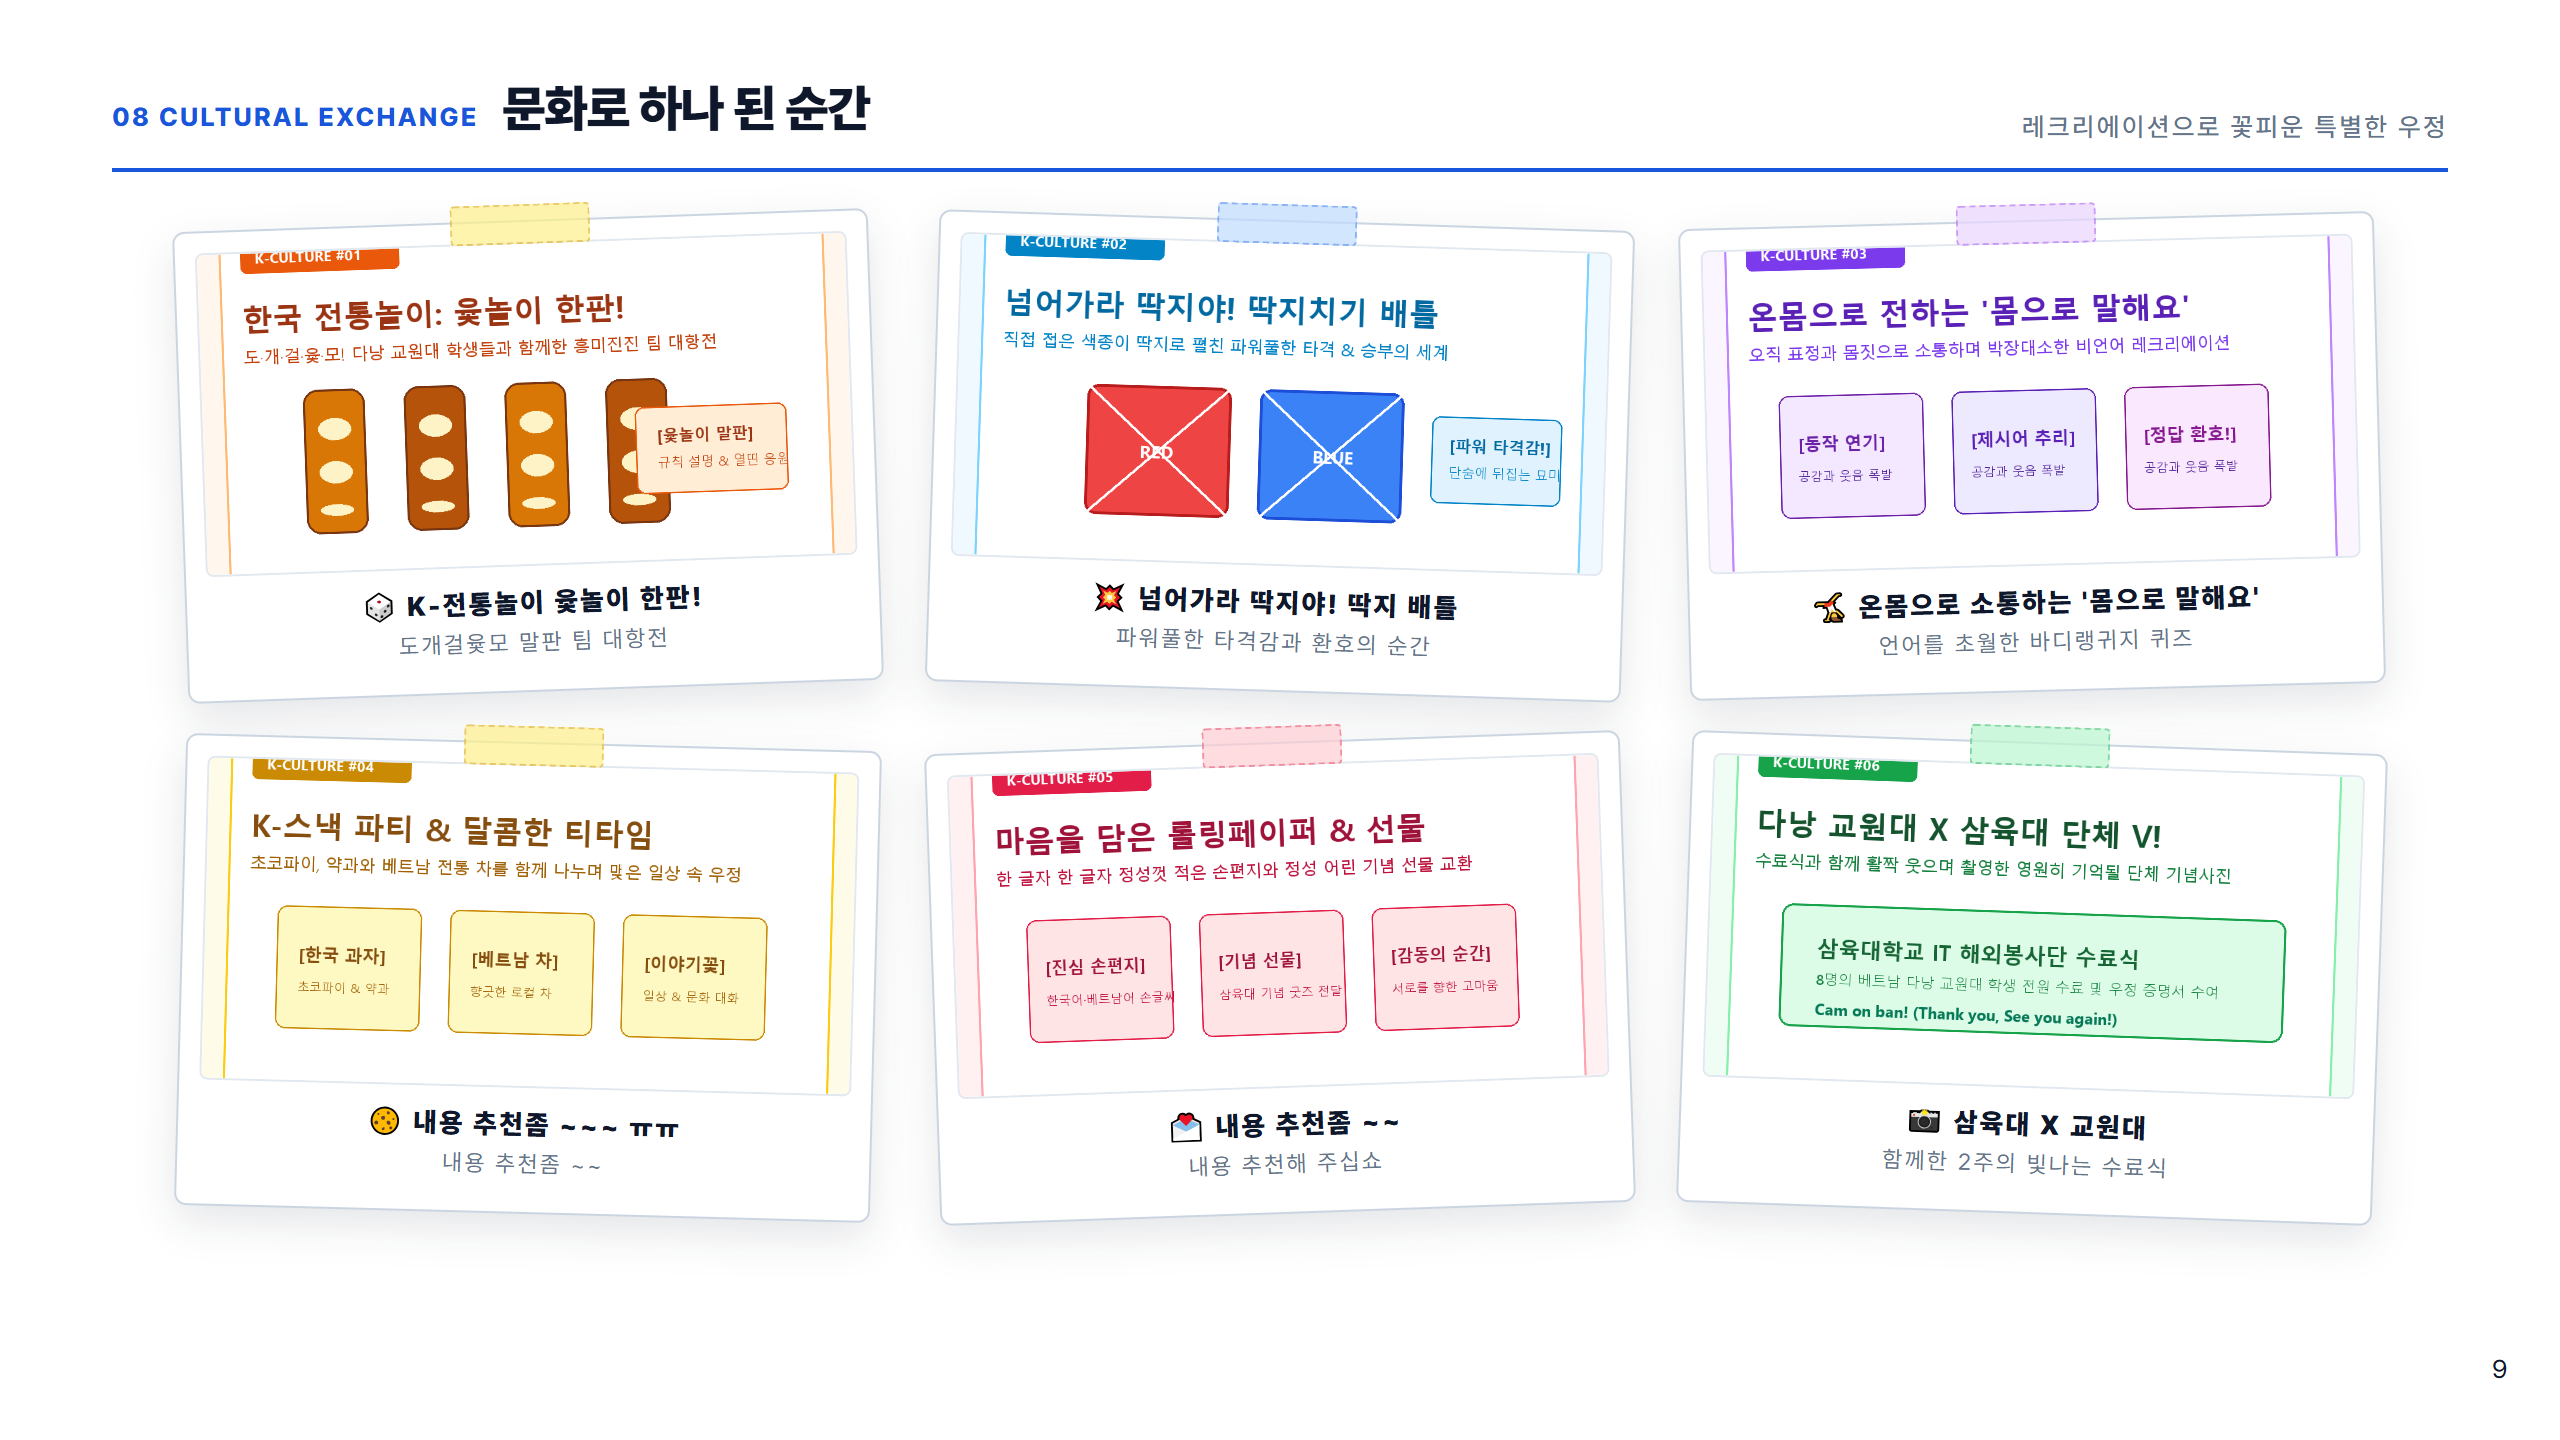 08 CULTURAL EXCHANGE 문화로 하나 된 순간
레크리에이션으로 꽃피운 특별한 우정
K-CULTURE #01
한국 전통놀이: 윷놀이 한판!
도·개·걸·윷·모! 다낭 교원대 학생들과 함께한 흥미진진 팀 대항전
[윷놀이 말판]
규칙 설명 & 열띤 응원
🎲 K-전통놀이 윷놀이 한판!
도개걸윷모 말판 팀 대항전
K-CULTURE #02
넘어가라 딱지야! 딱지치기 배틀
직접 접은 색종이 딱지로 펼친 파워풀한 타격 & 승부의 세계
RED
BLUE
[파워 타격감!]
단숨에 뒤집는 묘미
💥 넘어가라 딱지야! 딱지 배틀
파워풀한 타격감과 환호의 순간
K-CULTURE #03
온몸으로 전하는 '몸으로 말해요'
오직 표정과 몸짓으로 소통하며 박장대소한 비언어 레크리에이션
[동작 연기]
공감과 웃음 폭발
[제시어 추리]
공감과 웃음 폭발
[정답 환호!]
공감과 웃음 폭발
온몸으로 소통하는 '몸으로 말해요'
언어를 초월한 바디랭귀지 퀴즈
K-CULTURE #04
K-스낵 파티 & 달콤한 티타임
초코파이, 약과와 베트남 전통 차를 함께 나누며 맺은 일상 속 우정
[한국 과자]
초코파이 & 약과
[베트남 차]
향긋한 로컬 차
[이야기꽃]
일상 & 문화 대화
🍪 내용 추천좀 ~~~ ㅠㅠ
내용 추천좀 ~~
K-CULTURE #05
마음을 담은 롤링페이퍼 & 선물
한 글자 한 글자 정성껏 적은 손편지와 정성 어린 기념 선물 교환
[진심 손편지]
한국어·베트남어 손글씨
[기념 선물]
삼육대 기념 굿즈 전달
[감동의 순간]
서로를 향한 고마움
💌 내용 추천좀 ~~
내용 추천해 주십쇼
K-CULTURE #06
다낭 교원대 X 삼육대 단체 V!
수료식과 함께 활짝 웃으며 촬영한 영원히 기억될 단체 기념사진
삼육대학교 IT 해외봉사단 수료식
8명의 베트남 다낭 교원대 학생 전원 수료 및 우정 증명서 수여
Cam on ban! (Thank you, See you again!)
📸 삼육대 X 교원대
함께한 2주의 빛나는 수료식
9